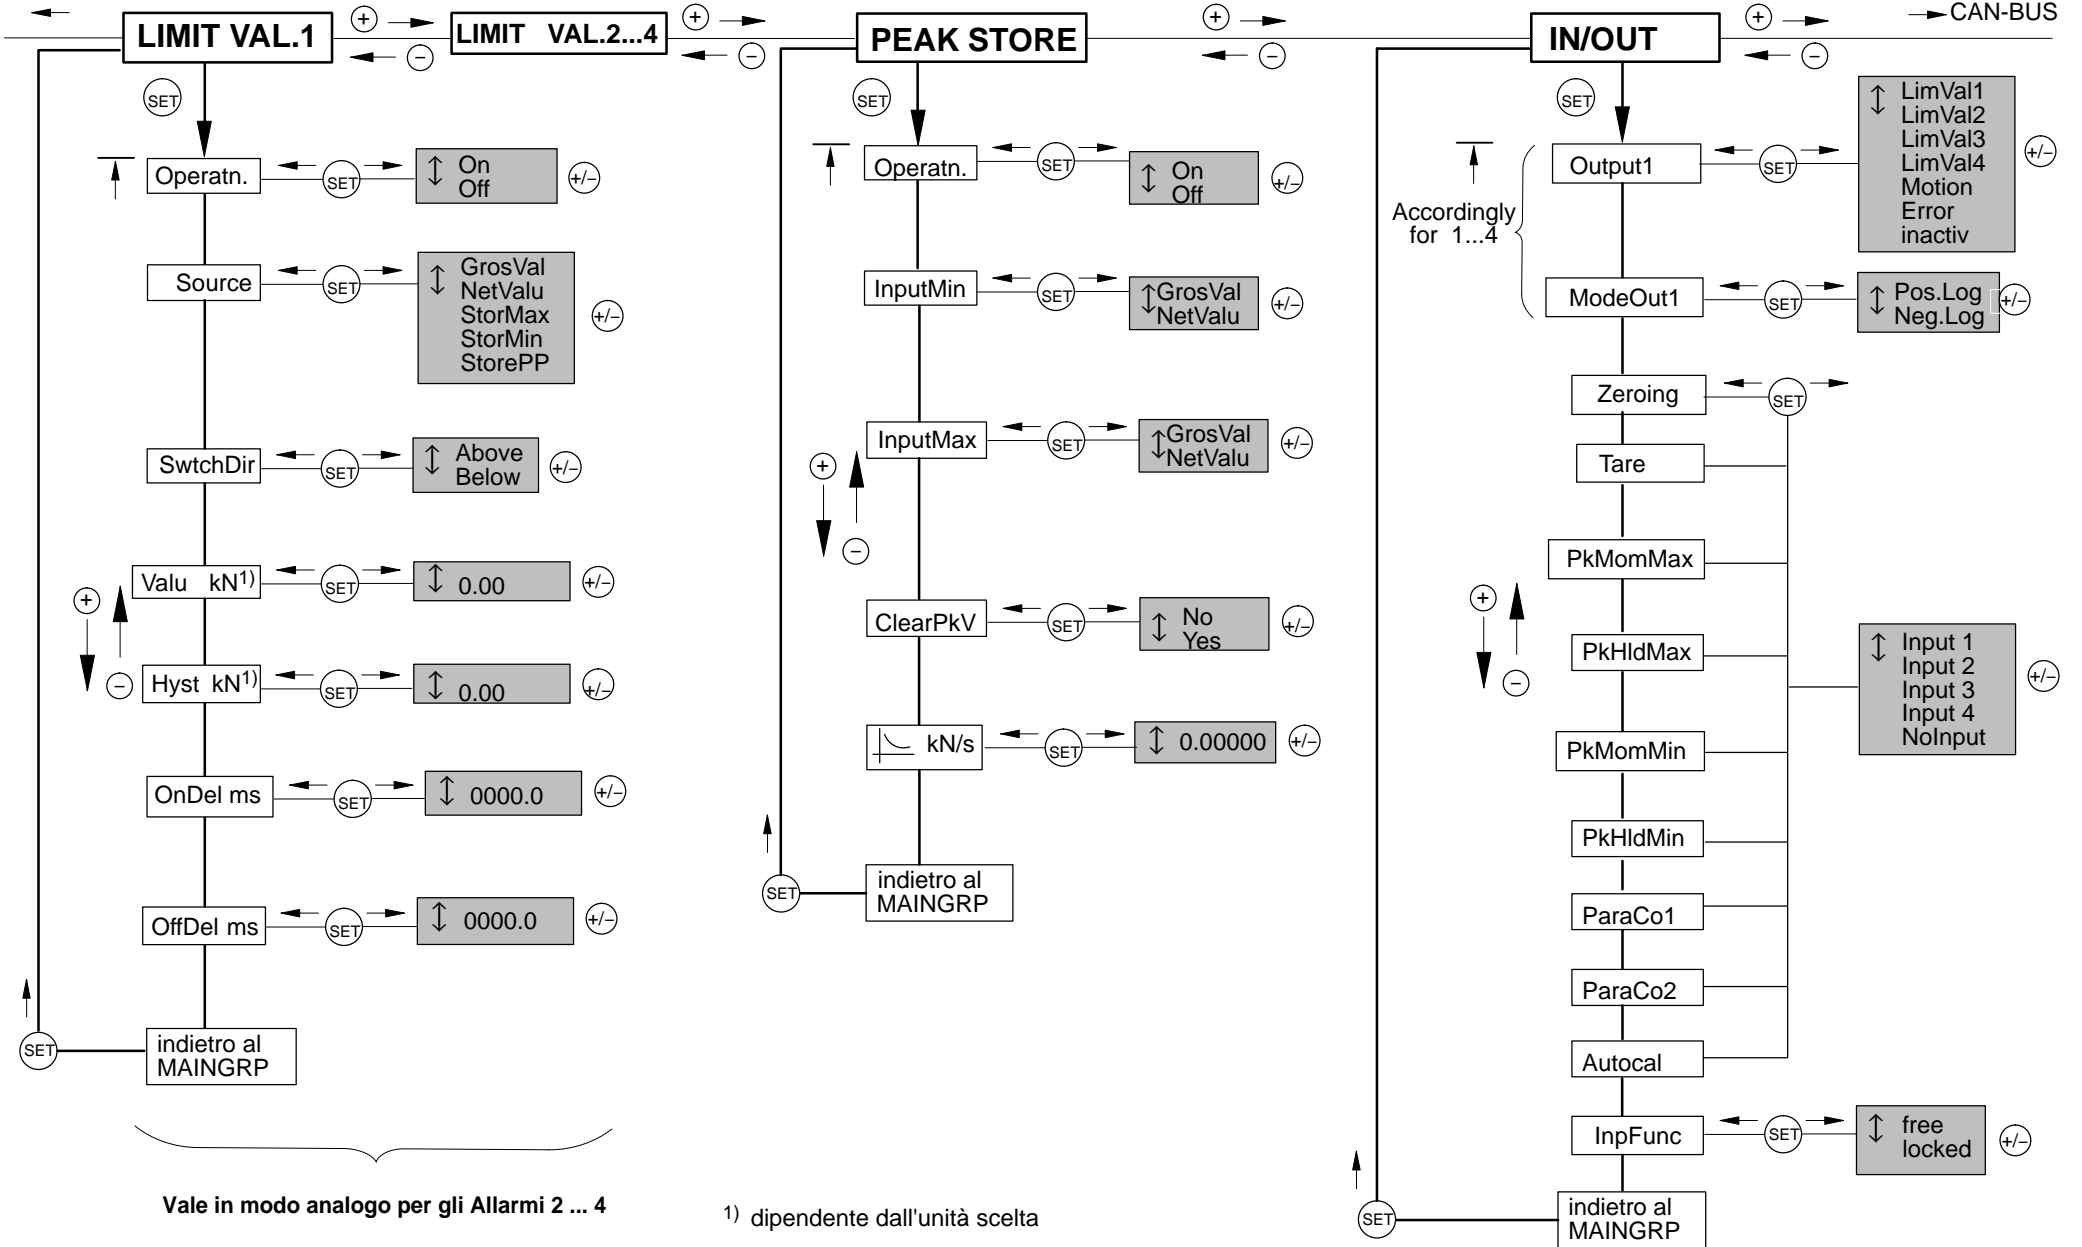 LIMIT VAL.1
+
−
LIMIT VAL.2...4
+
−
PEAK STORE
+
−
IN/OUT
+
−
CAN-BUS
SET
Operatn.
SET
On
Off
+/−
Source
SET
GrosVal
NetValu
StorMax
StorMin
StorePP
+/−
SwtchDir
SET
Above
Below
+/−
Valu kN1)
SET
0.00
+/−
+
−
Hyst kN1)
SET
0.00
+/−
OnDel ms
SET
0000.0
+/−
OffDel ms
SET
0000.0
+/−
SET
indietro al
MAINGRP
Vale in modo analogo per gli Allarmi 2 ... 4
SET
Operatn.
SET
On
Off
+/−
InputMin
SET
GrosVal
NetValu
+/−
InputMax
SET
GrosVal
NetValu
+/−
+
−
ClearPkV
SET
No
Yes
+/−
kN/s
SET
0.00000
+/−
SET
indietro al
MAINGRP
1) dipendente dall'unità scelta
SET
Output1
SET
LimVal1
LimVal2
LimVal3
LimVal4
Motion
Error
inactiv
+/−
Accordingly
for 1...4
ModeOut1
SET
Pos.Log
Neg.Log
+/−
Zeroing
SET
Tare
PkMomMax
+
−
PkHldMax
PkMomMin
PkHldMin
ParaCo1
ParaCo2
Autocal
Input 1
Input 2
Input 3
Input 4
NoInput
+/−
InpFunc
SET
free
locked
+/−
SET
indietro al
MAINGRP